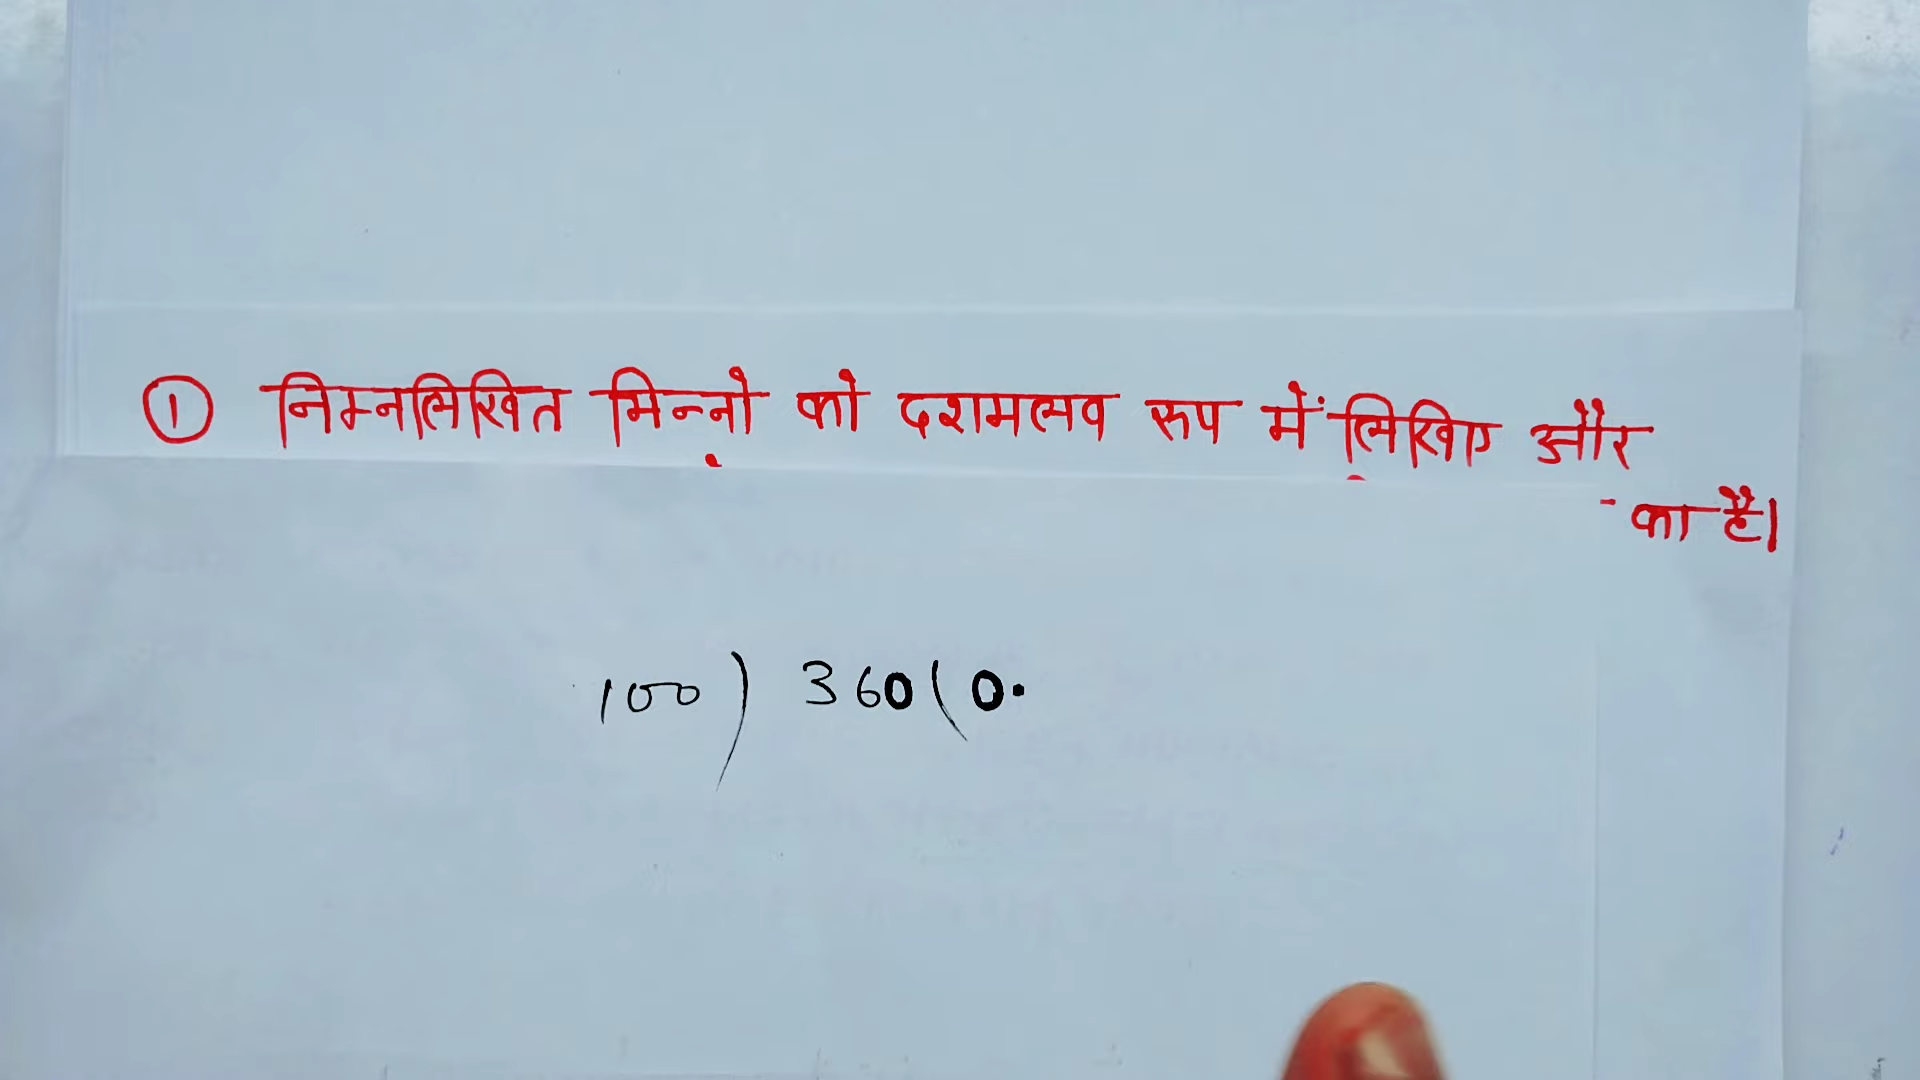 ① निम्नलिखित भिन्नो को दशमलव रूप में लिखिए और
का है।
100 ) 360 ( 0.